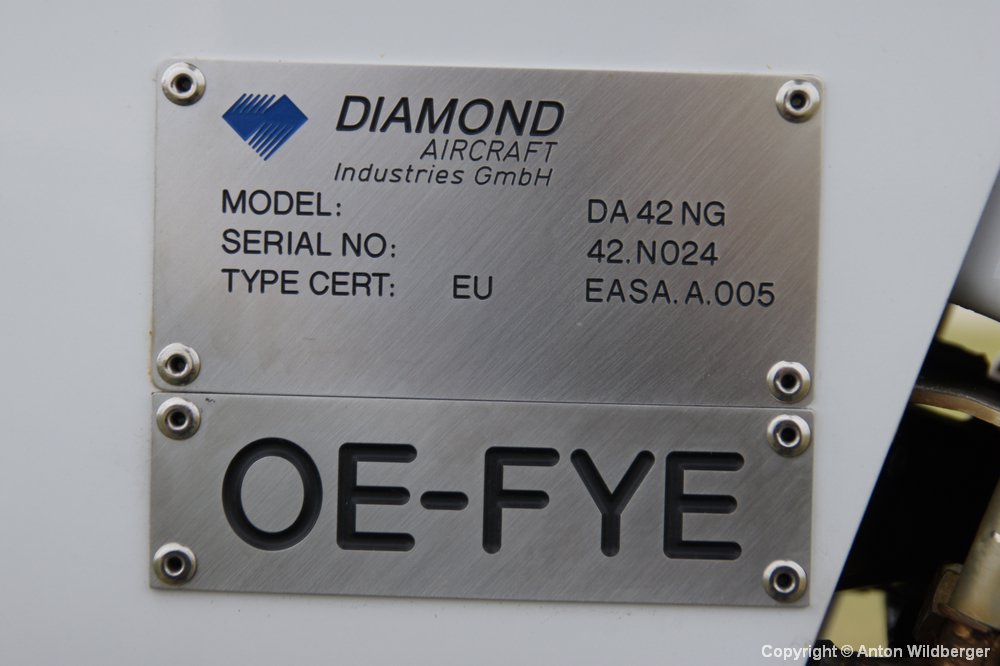 DIAMOND
AIRCRAFT
Industries GmbH
MODEL: DA 42 NG
SERIAL NO: 42.N024
TYPE CERT: EU EASA.A.005
OE-FYE
Copyright © Anton Wildberger